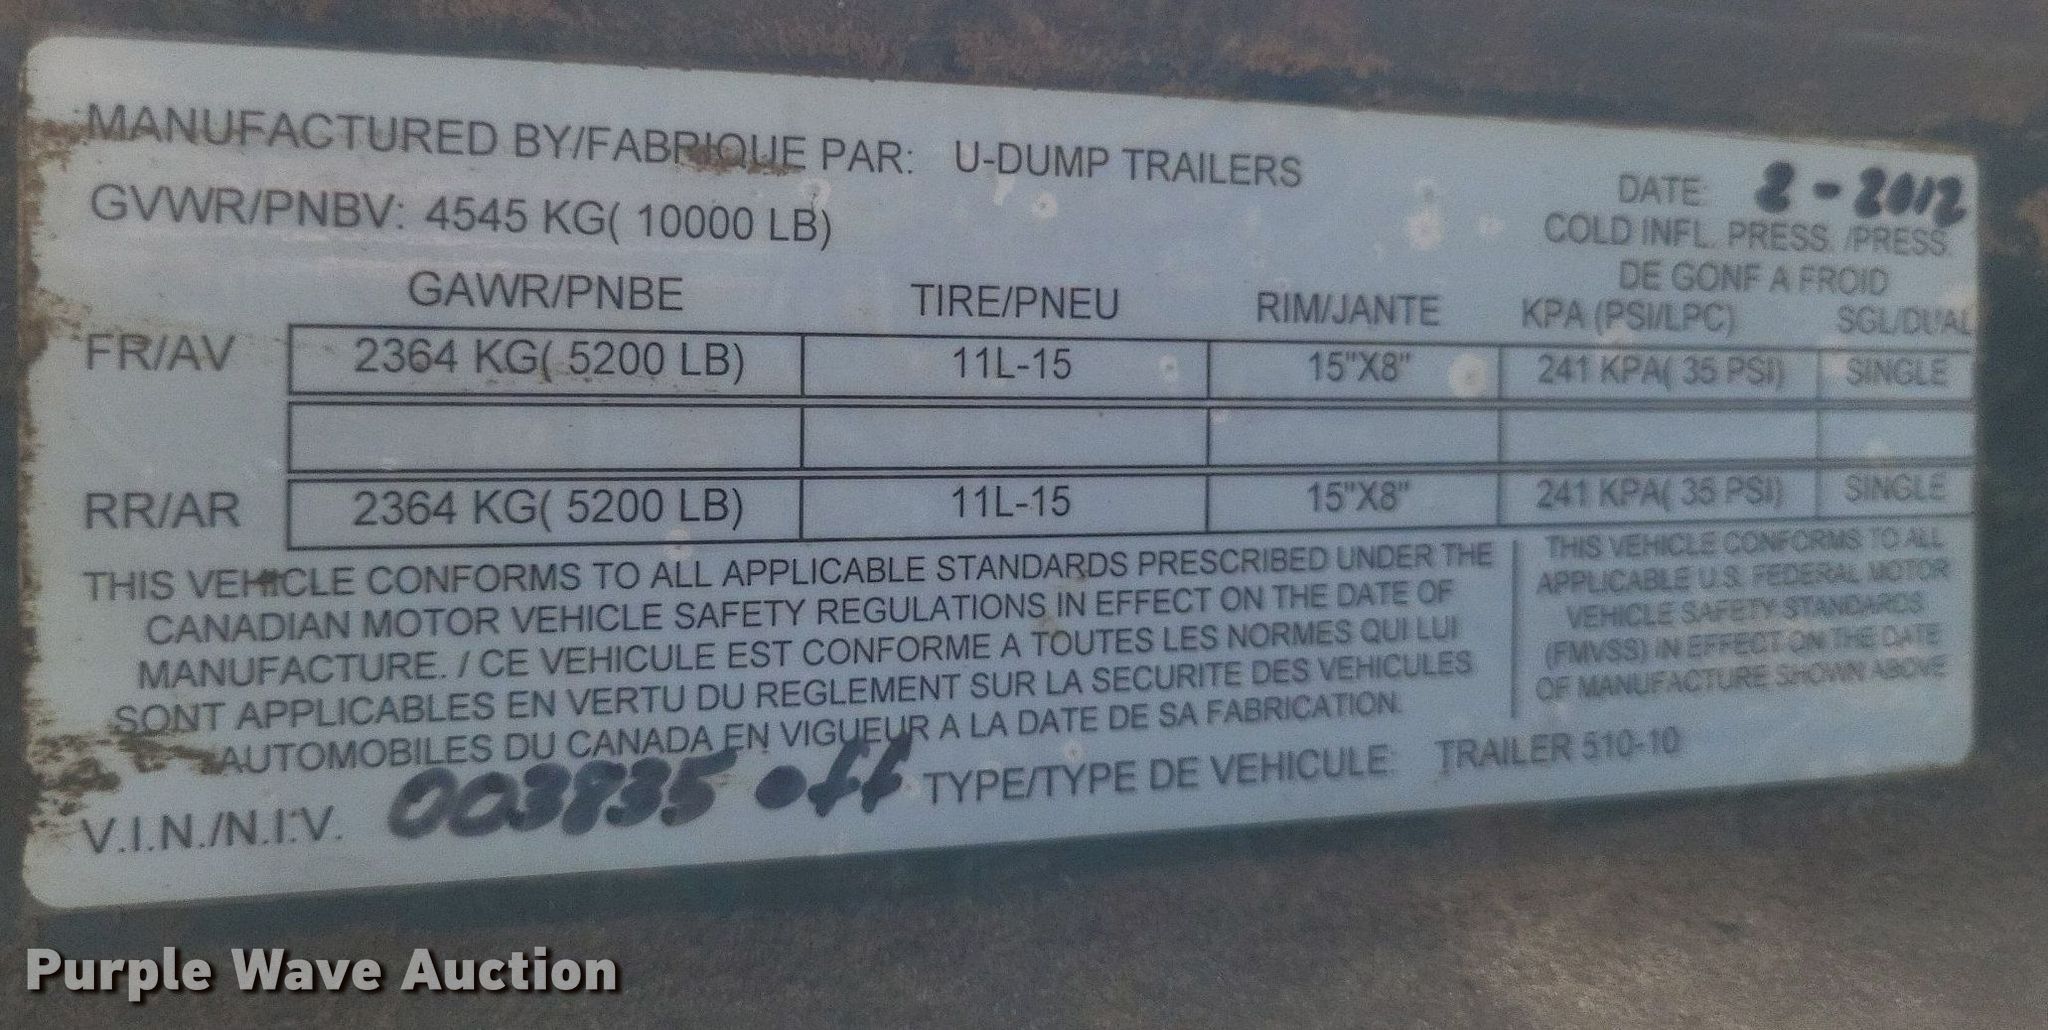 MANUFACTURED BY/FABRIQUE PAR: U-DUMP TRAILERS
DATE: 2-2012
GVWR/PNBV: 4545 KG( 10000 LB)
COLD INFL. PRESS. /PRESS.
DE GONF A FROID
GAWR/PNBE TIRE/PNEU RIM/JANTE KPA (PSI/LPC) SGL/DUAL
FR/AV 2364 KG( 5200 LB) 11L-15 15"X8" 241 KPA( 35 PSI) SINGLE
RR/AR 2364 KG( 5200 LB) 11L-15 15"X8" 241 KPA( 35 PSI) SINGLE
THIS VEHICLE CONFORMS TO ALL APPLICABLE STANDARDS PRESCRIBED UNDER THE
CANADIAN MOTOR VEHICLE SAFETY REGULATIONS IN EFFECT ON THE DATE OF
MANUFACTURE. / CE VEHICULE EST CONFORME A TOUTES LES NORMES QUI LUI
SONT APPLICABLES EN VERTU DU REGLEMENT SUR LA SECURITE DES VEHICULES
AUTOMOBILES DU CANADA EN VIGUEUR A LA DATE DE SA FABRICATION.
THIS VEHICLE CONFORMS TO ALL
APPLICABLE U.S. FEDERAL MOTOR
VEHICLE SAFETY STANDARDS
(FMVSS) IN EFFECT ON THE DATE
OF MANUFACTURE SHOWN ABOVE
V.I.N./N.I.V. 003935 off TYPE/TYPE DE VEHICULE: TRAILER 510-10
Purple Wave Auction